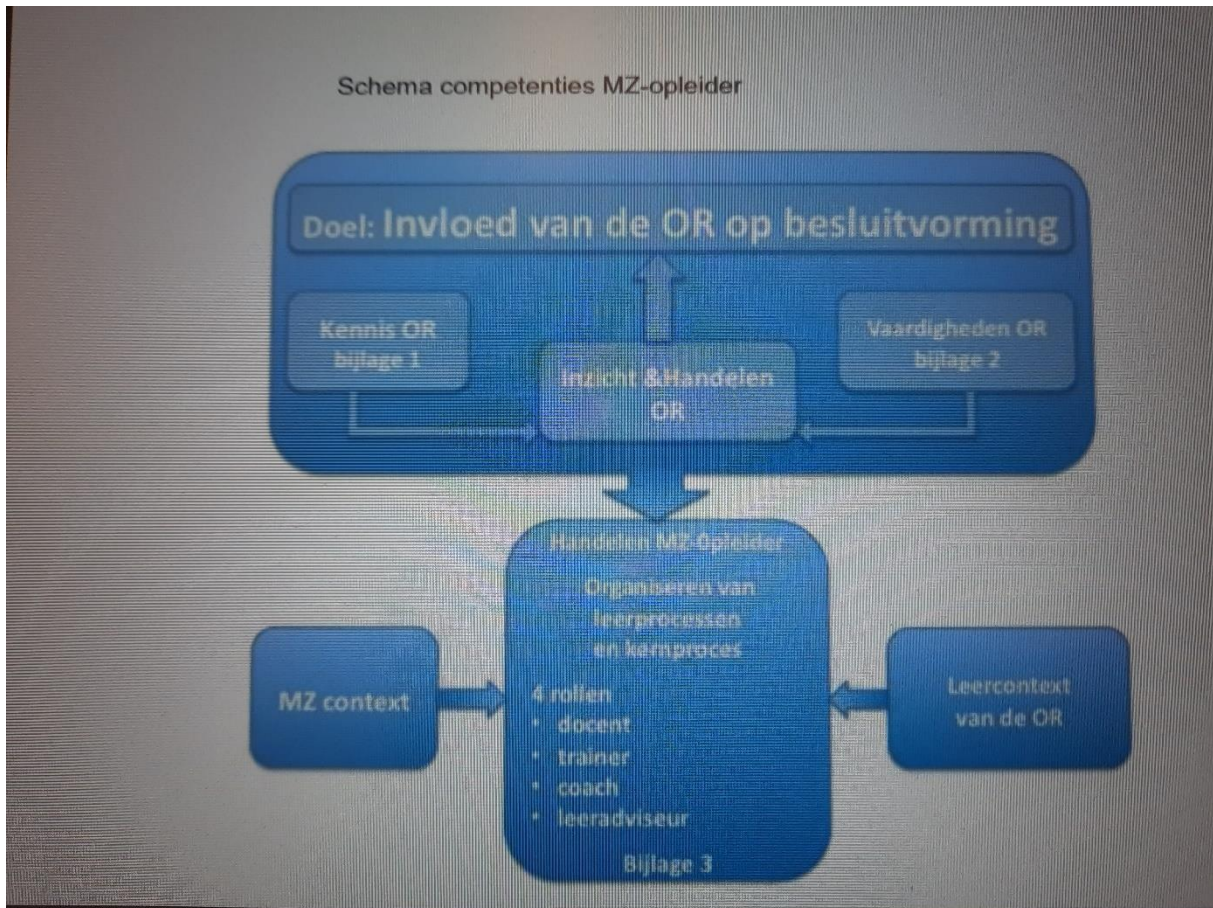 Schema competenties MZ-opleider
Doel: Invloed van de OR op besluitvorming
Kennis OR
bijlage 1
Vaardigheden OR
bijlage 2
Inzicht &Handelen
OR
Handelen MZ Opleider
Organiseren van
leerprocessen
en kernproces
4 rollen
• docent
• trainer
• coach
• leeradviseur
Bijlage 3
MZ context
Leercontext
van de OR